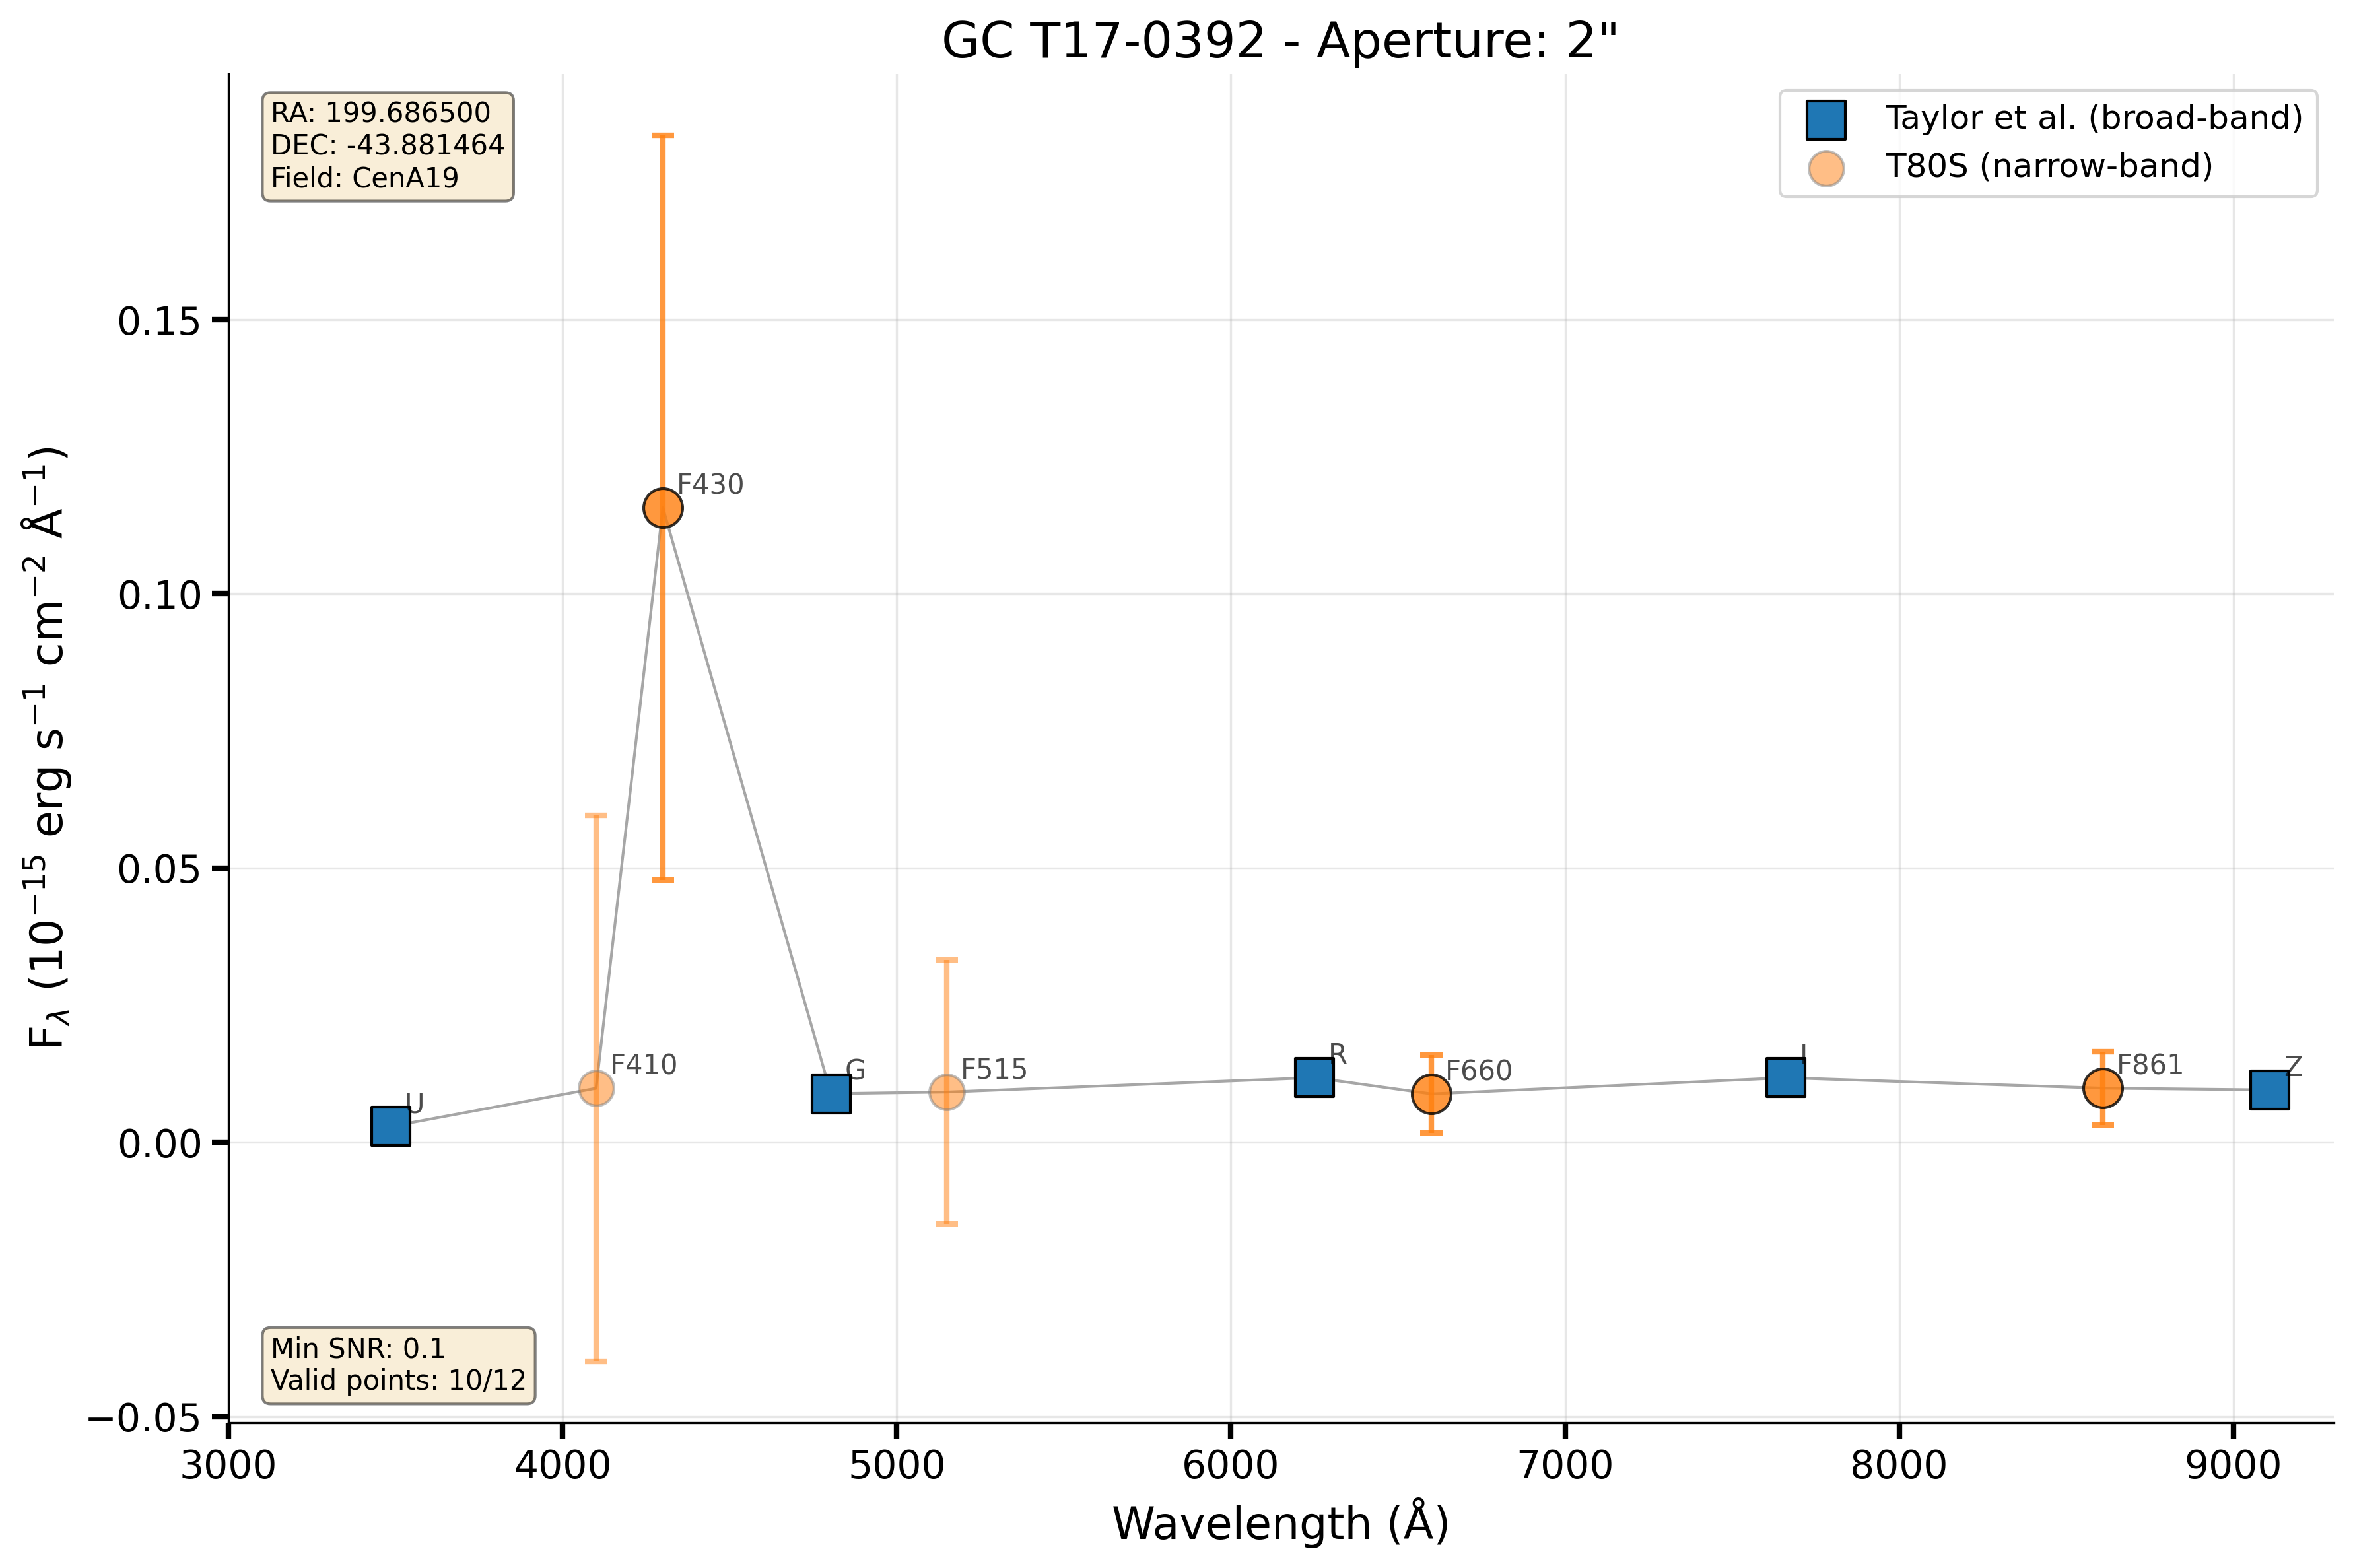 GC T17-0392 - Aperture: 2"
RA: 199.686500
DEC: -43.881464
Field: CenA19
Taylor et al. (broad-band)
T80S (narrow-band)
F_λ (10⁻¹⁵ erg s⁻¹ cm⁻² Å⁻¹)
0.15
0.10
0.05
0.00
−0.05
F430
U
F410
G
F515
R
F660
I
F861
Z
Min SNR: 0.1
Valid points: 10/12
3000 4000 5000 6000 7000 8000 9000
Wavelength (Å)